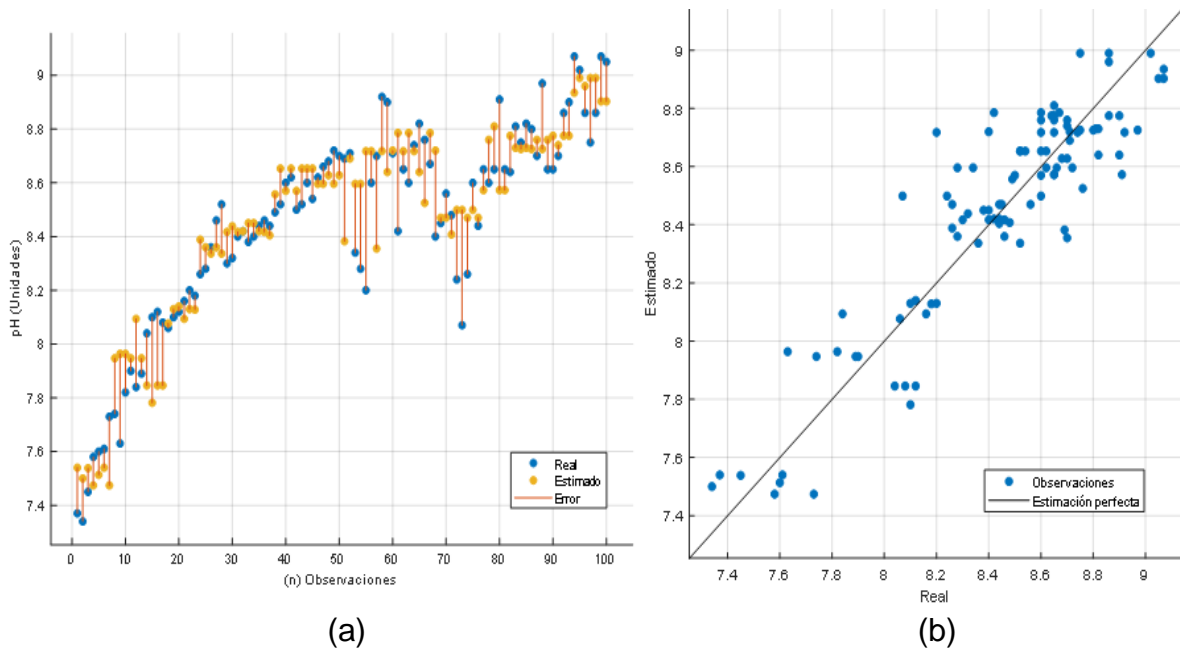 9
8.8
8.6
8.4
8.2
8
7.8
7.6
7.4
pH (Unidades)
0 10 20 30 40 50 60 70 80 90 100
(n) Observaciones
Real
Estimado
Error
(a)
9
8.8
8.6
8.4
8.2
8
7.8
7.6
7.4
Estimado
7.4 7.6 7.8 8 8.2 8.4 8.6 8.8 9
Real
Observaciones
Estimación perfecta
(b)